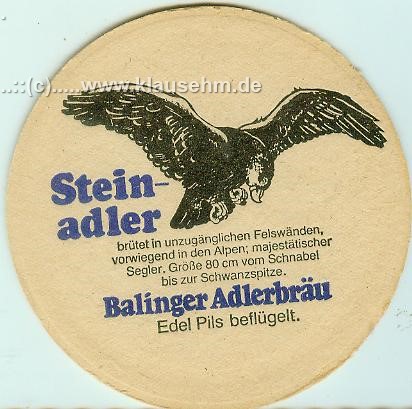 ..::(c).....www.klausehm.de
Stein-
adler
brütet in unzugänglichen Felswänden,
vorwiegend in den Alpen; majestätischer
Segler. Größe 80 cm vom Schnabel
bis zur Schwanzspitze.
Balinger Adlerbräu
Edel Pils beflügelt.